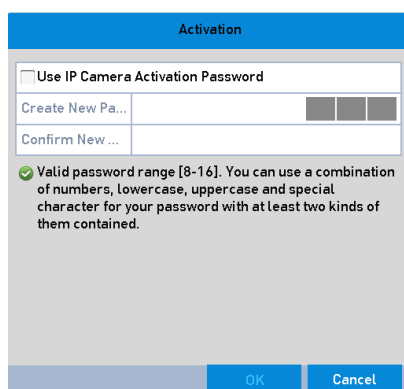 Activation
Use IP Camera Activation Password
Create New Pa...
Confirm New ...
Valid password range [8-16]. You can use a combination
of numbers, lowercase, uppercase and special
character for your password with at least two kinds of
them contained.
OK Cancel